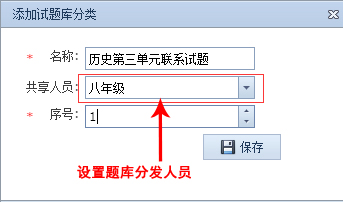 添加试题库分类
* 名称: 历史第三单元联系试题
共享人员: 八年级
* 序号: 1
保存
设置题库分发人员